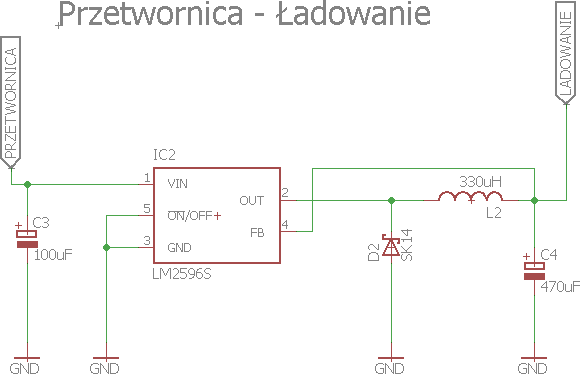 Przetwornica - Ładowanie
PRZETWORNICA
LADOWANIE
IC2
1
VIN
OUT
2
5
ON/OFF+
FB
4
3
GND
LM2596S
C3
+
100uF
330uH
L2
D2
SK14
C4
+
470uF
GND
GND
GND
GND